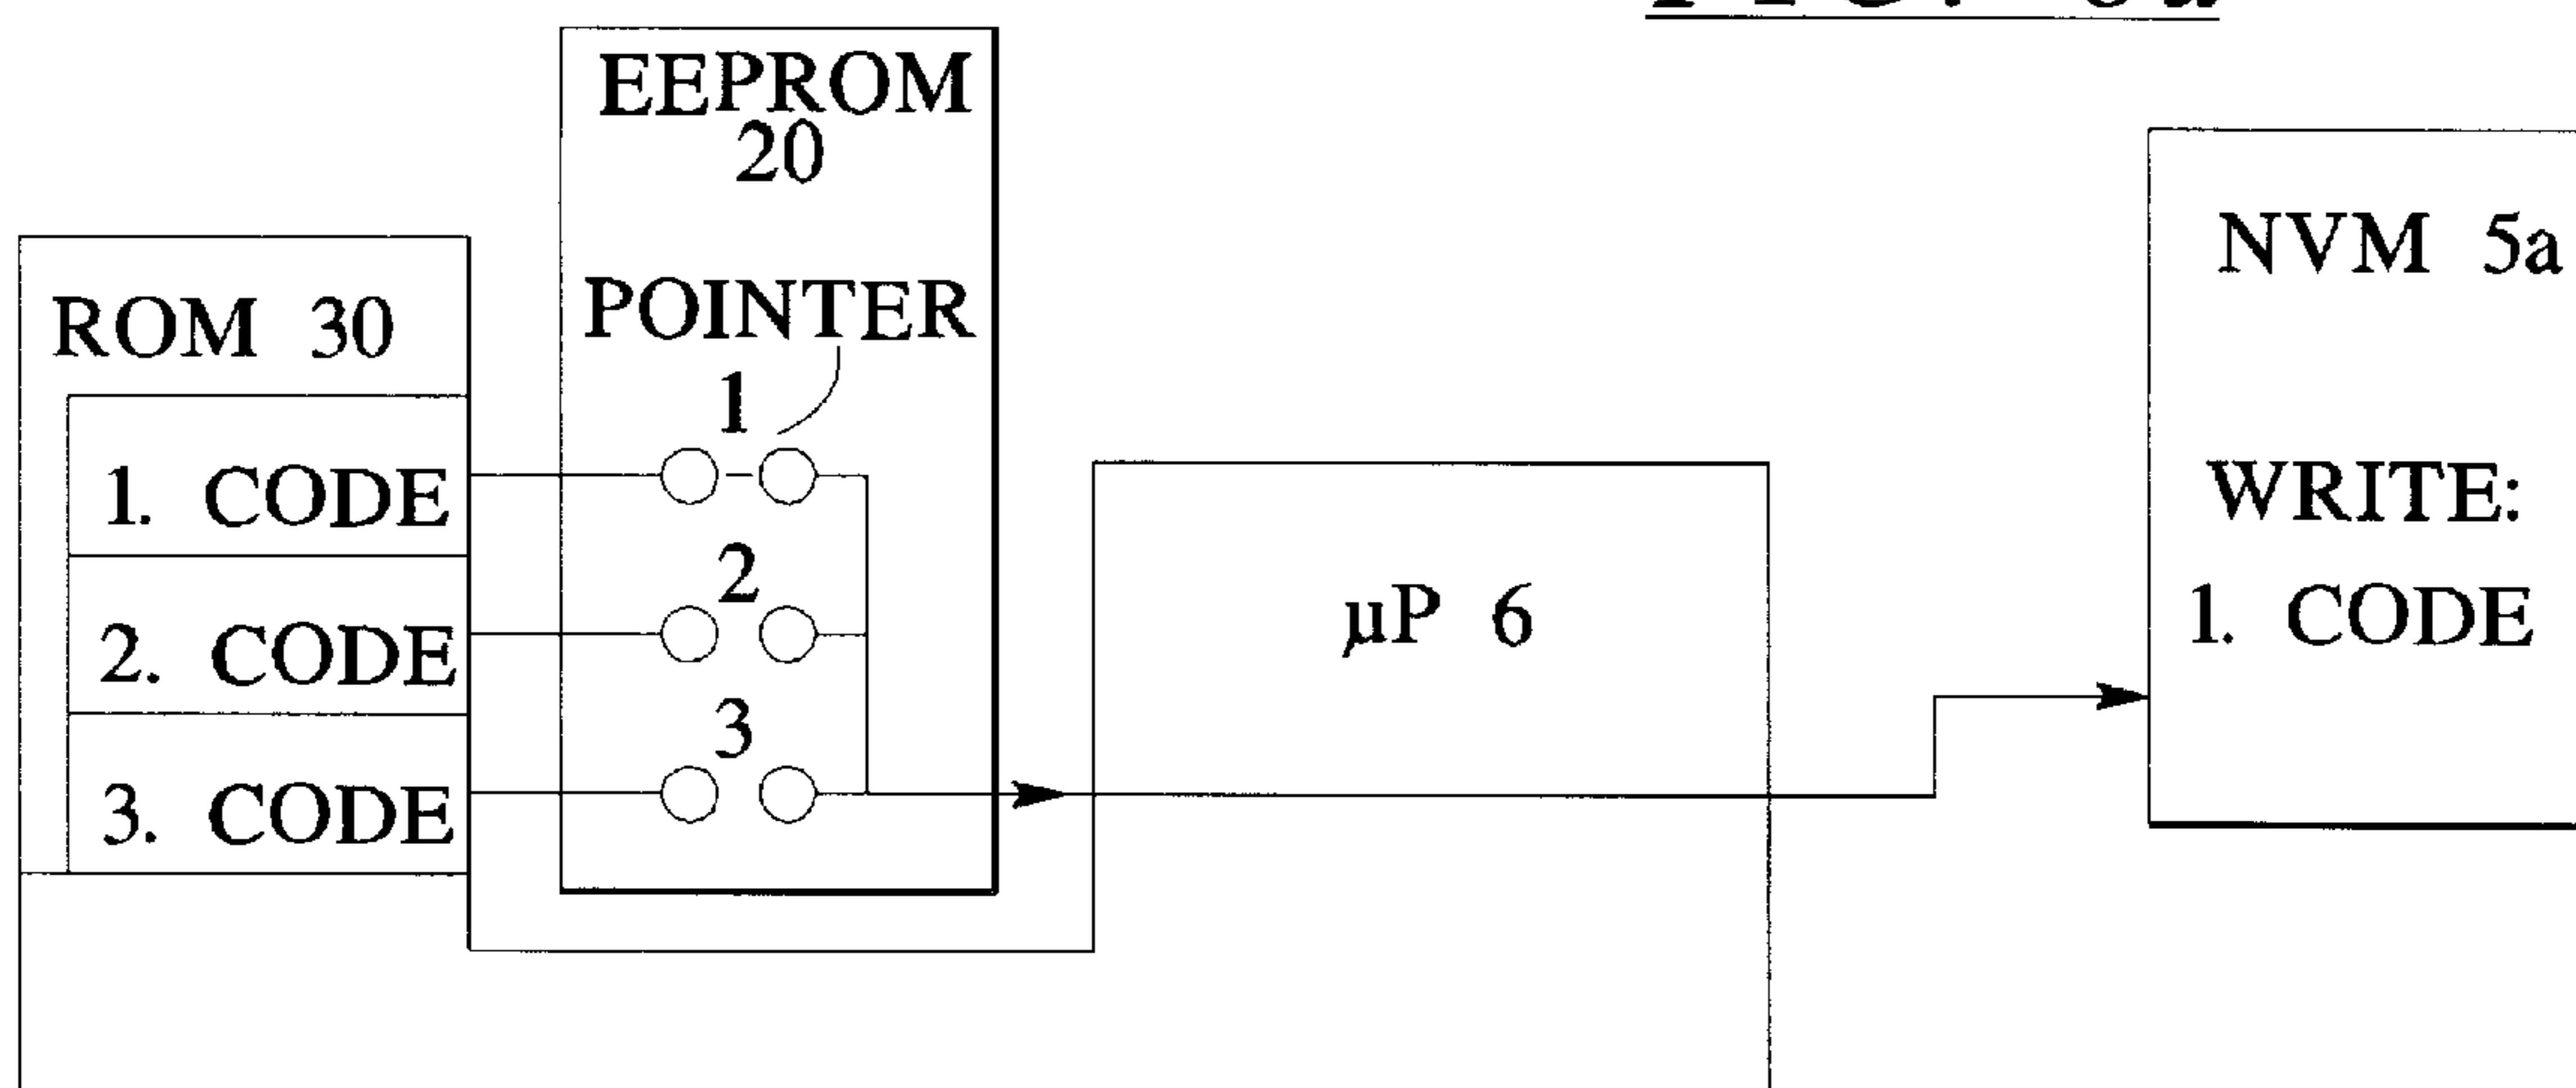 EEPROM
20
POINTER
ROM 30
1
1. CODE
2
2. CODE
3
3. CODE
µP 6
NVM 5a
WRITE:
1. CODE